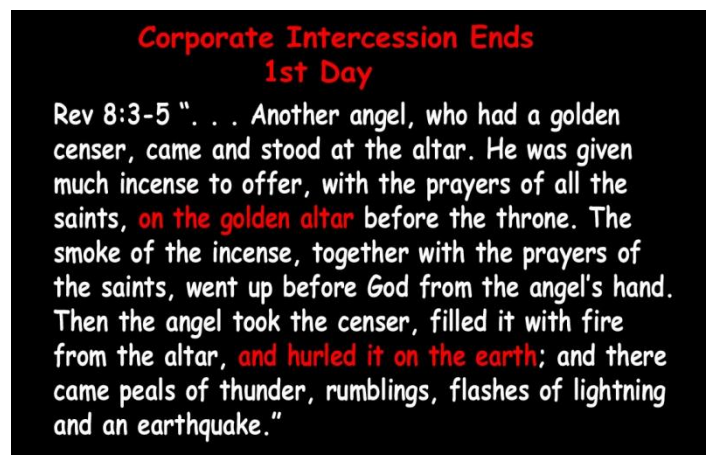 Corporate Intercession Ends
1st Day
Rev 8:3-5 “. . . Another angel, who had a golden
censer, came and stood at the altar. He was given
much incense to offer, with the prayers of all the
saints, on the golden altar before the throne. The
smoke of the incense, together with the prayers of
the saints, went up before God from the angel's hand.
Then the angel took the censer, filled it with fire
from the altar, and hurled it on the earth; and there
came peals of thunder, rumblings, flashes of lightning
and an earthquake.”